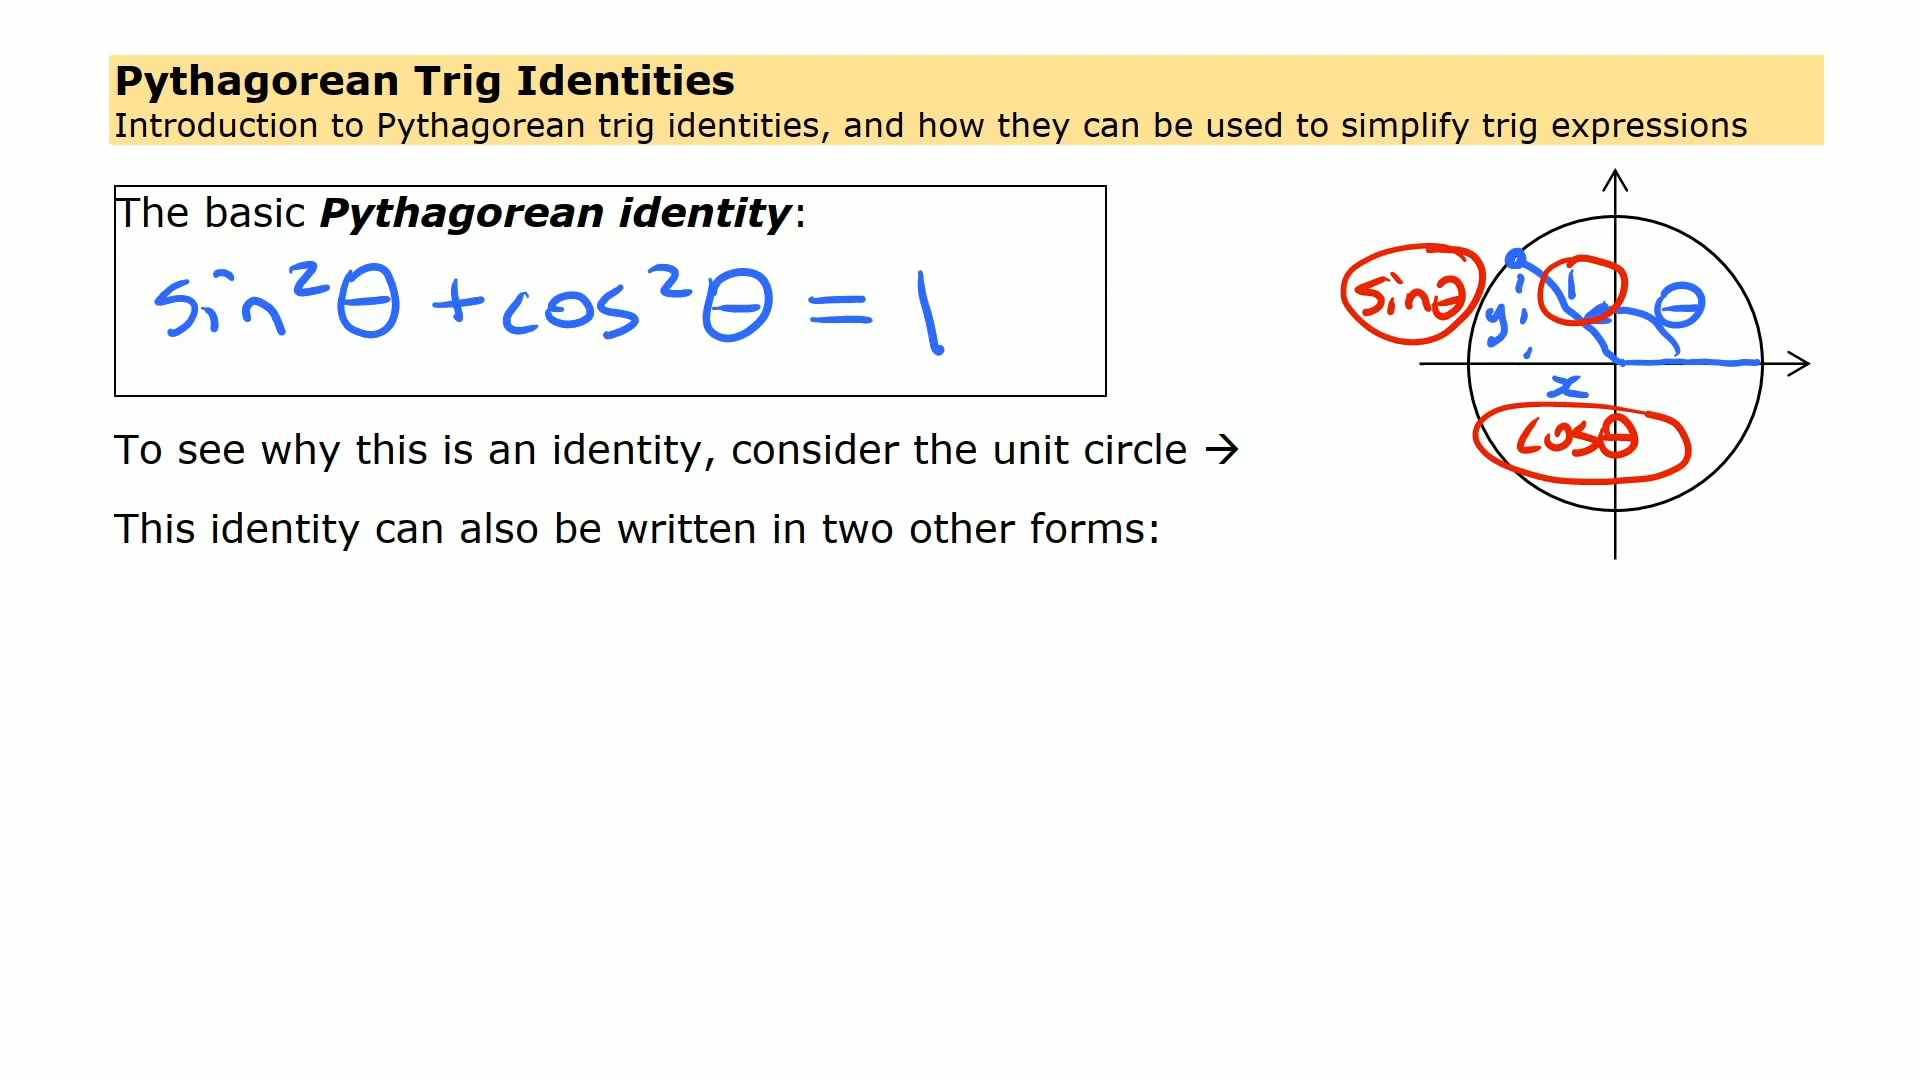 Pythagorean Trig Identities
Introduction to Pythagorean trig identities, and how they can be used to simplify trig expressions
The basic Pythagorean identity:
sin²θ + cos²θ = 1
sinθ
1
θ
y
x
cosθ
To see why this is an identity, consider the unit circle →
This identity can also be written in two other forms: